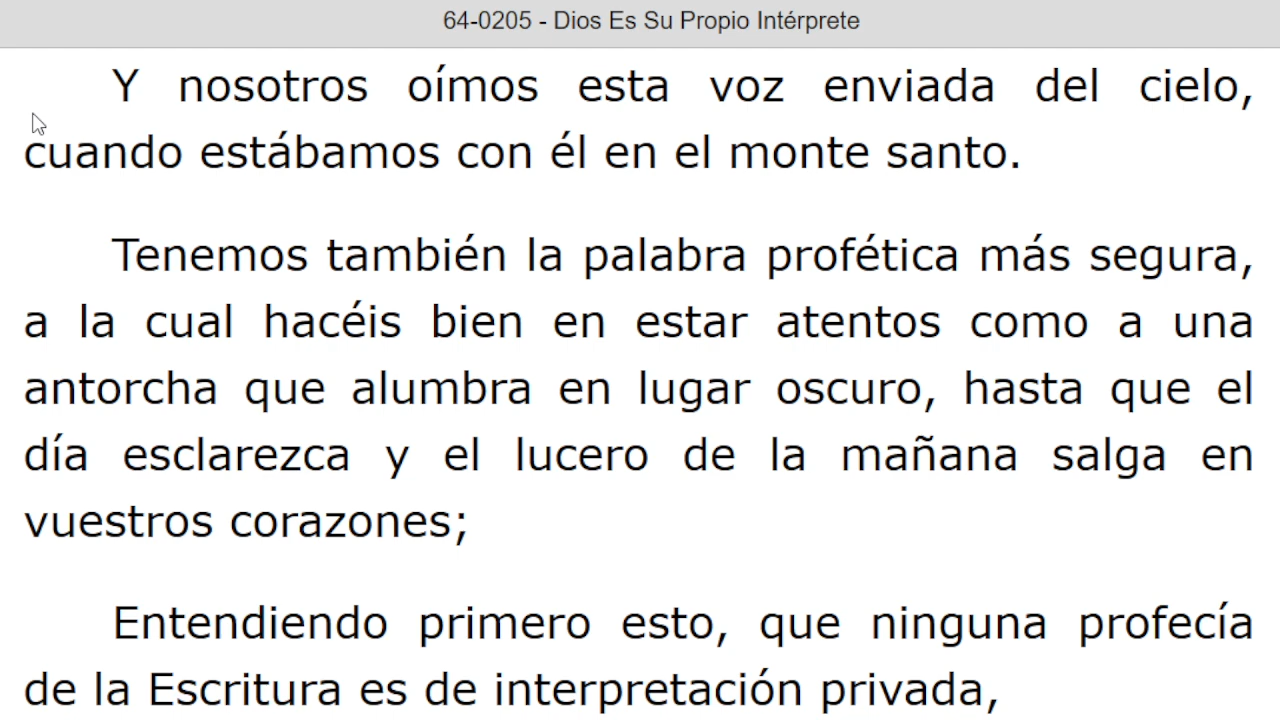 64-0205 - Dios Es Su Propio Intérprete
Y nosotros oímos esta voz enviada del cielo,
cuando estábamos con él en el monte santo.
Tenemos también la palabra profética más segura,
a la cual hacéis bien en estar atentos como a una
antorcha que alumbra en lugar oscuro, hasta que el
día esclarezca y el lucero de la mañana salga en
vuestros corazones;
Entendiendo primero esto, que ninguna profecía
de la Escritura es de interpretación privada,